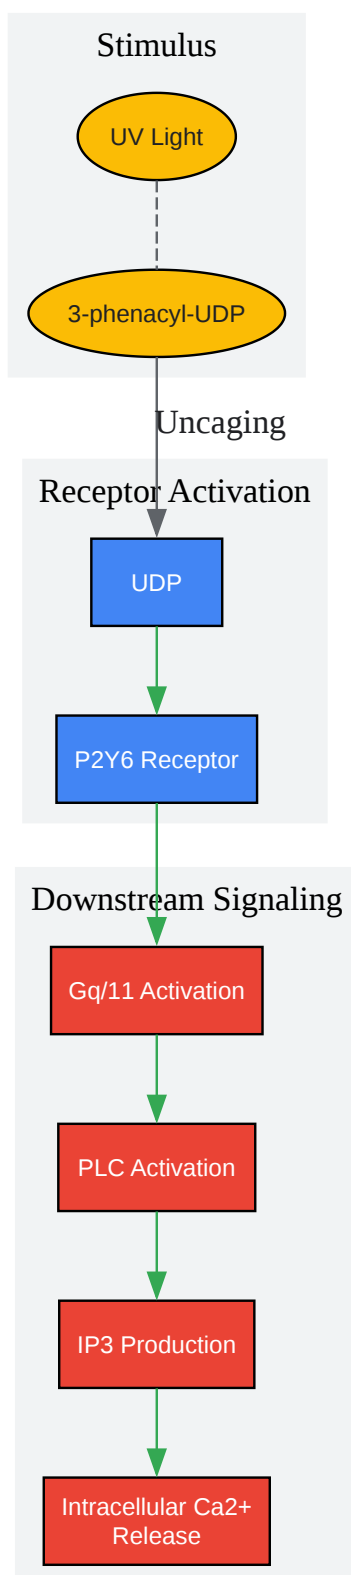 Stimulus
UV Light
3-phenacyl-UDP
Uncaging
Receptor Activation
UDP
P2Y6 Receptor
Downstream Signaling
Gq/11 Activation
PLC Activation
IP3 Production
Intracellular Ca2+
Release